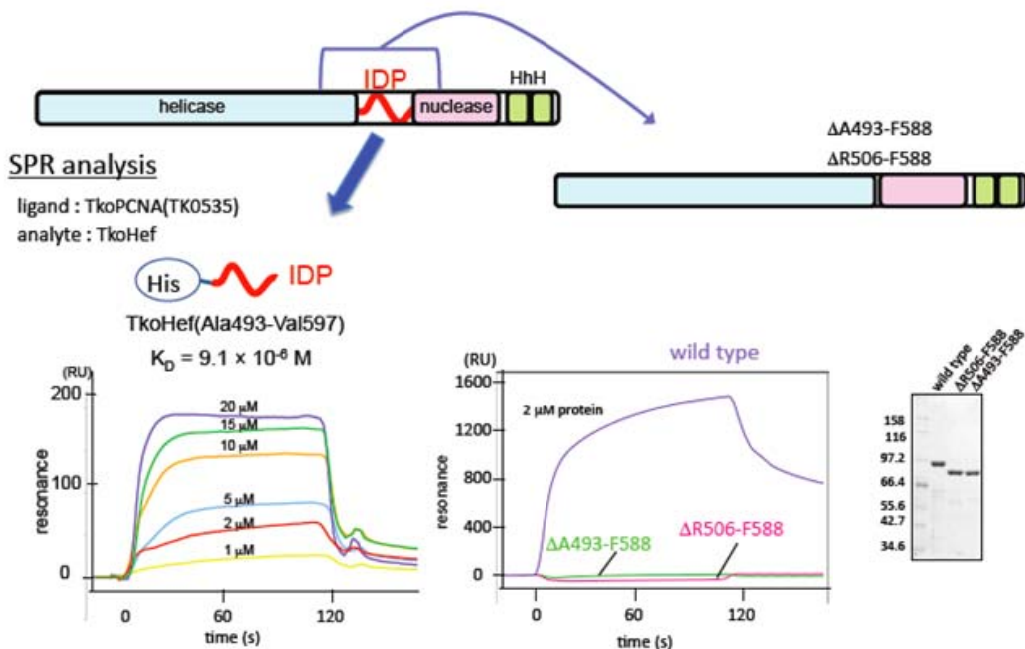 IDP
HhH
helicase
nuclease
ΔA493-F588
ΔR506-F588
SPR analysis
ligand : TkoPCNA(TK0535)
analyte : TkoHef
His
IDP
TkoHef(Ala493-Val597)
K_D = 9.1 × 10⁻⁶ M
(RU)
200
100
0
resonance
20 μM
15 μM
10 μM
5 μM
2 μM
1 μM
0
60
120
time (s)
wild type
(RU)
1600
1200
800
400
0
resonance
2 μM protein
ΔA493-F588
ΔR506-F588
0
60
120
time (s)
wild type
ΔR506-F588
ΔA493-F588
158
116
97.2
66.4
55.6
42.7
34.6